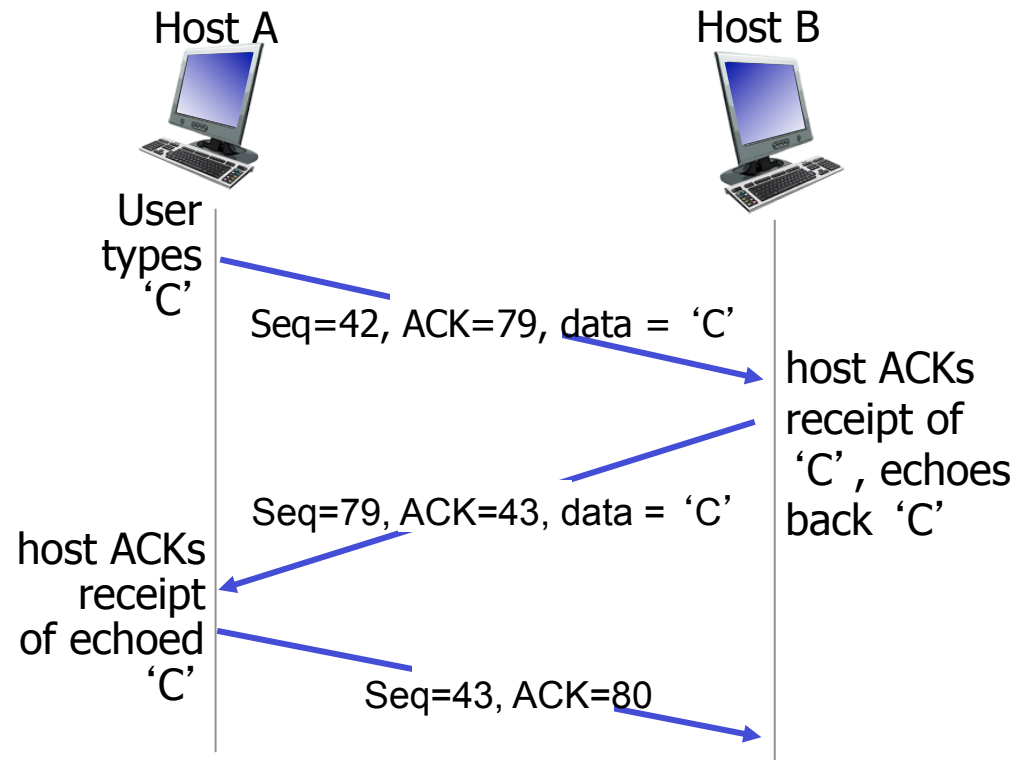 Host A
Host B
User
types
‘C’
Seq=42, ACK=79, data = ‘C’
host ACKs
receipt of
‘C’, echoes
back ‘C’
Seq=79, ACK=43, data = ‘C’
host ACKs
receipt
of echoed
‘C’
Seq=43, ACK=80